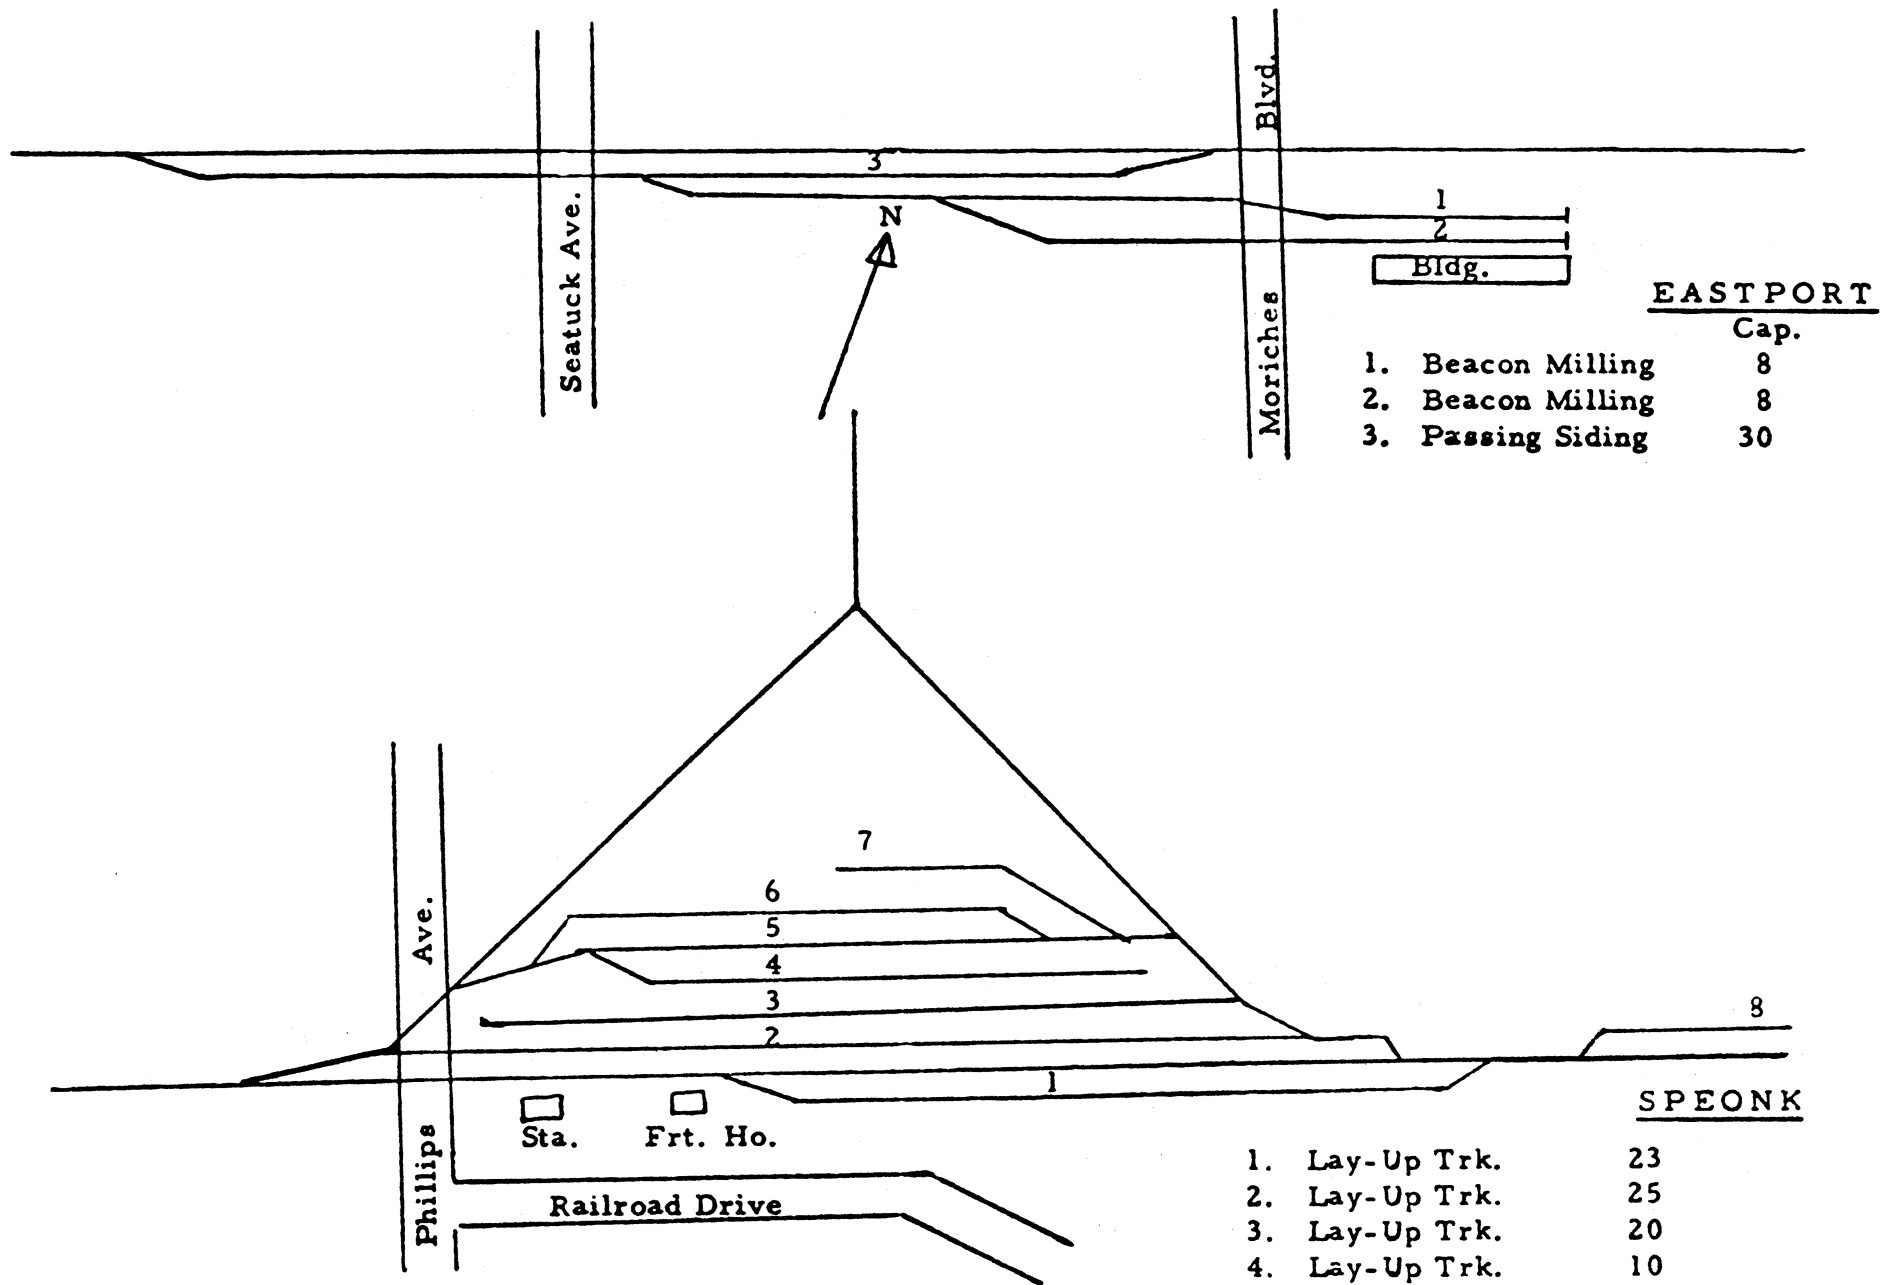 Blvd.
3
Seatuck Ave.
N
1
2
Bldg.
Moriches
EASTPORT
Cap.
1. Beacon Milling 8
2. Beacon Milling 8
3. Passing Siding 30
7
6
5
4
3
2
1
8
Phillips Ave.
Sta.
Frt. Ho.
Railroad Drive
SPEONK
1. Lay-Up Trk. 23
2. Lay-Up Trk. 25
3. Lay-Up Trk. 20
4. Lay-Up Trk. 10